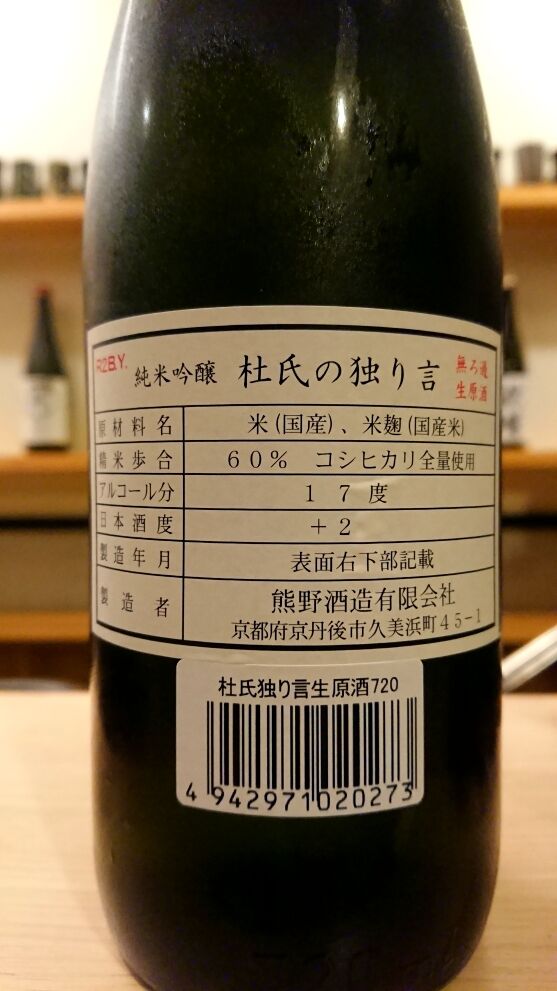 R2B.Y. 純米吟醸 杜氏の独り言 無ろ過
生原酒
原材料名 米(国産)、米麹(国産米)
精米歩合 60% コシヒカリ全量使用
アルコール分 17度
日本酒度 +2
製造年月 表面右下部記載
製造者 熊野酒造有限会社
京都府京丹後市久美浜町45-1
杜氏独り言生原酒720
4 942971020273